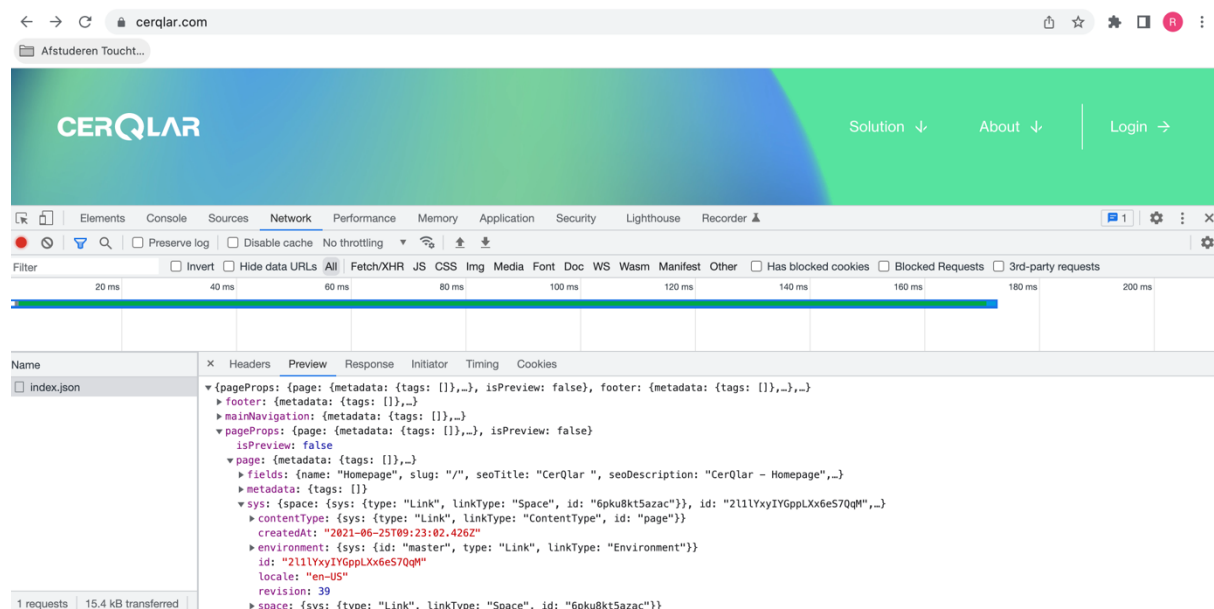 cerqlar.com
R
Afstuderen Toucht...
CERQLAR
Solution
About
Login
Elements Console Sources Network Performance Memory Application Security Lighthouse Recorder 1
Preserve log Disable cache No throttling
Filter Invert Hide data URLs All Fetch/XHR JS CSS Img Media Font Doc WS Wasm Manifest Other Has blocked cookies Blocked Requests 3rd-party requests
20 ms 40 ms 60 ms 80 ms 100 ms 120 ms 140 ms 160 ms 180 ms 200 ms
Name × Headers Preview Response Initiator Timing Cookies
index.json
▼{pageProps: {page: {metadata: {tags: []},…}, isPreview: false}, footer: {metadata: {tags: []},…},…}
▶footer: {metadata: {tags: []},…}
▶mainNavigation: {metadata: {tags: []},…}
▼pageProps: {page: {metadata: {tags: []},…}, isPreview: false}
isPreview: false
▼page: {metadata: {tags: []},…}
▶fields: {name: "Homepage", slug: "/", seoTitle: "CerQlar ", seoDescription: "CerQlar – Homepage",…}
▶metadata: {tags: []}
▼sys: {space: {sys: {type: "Link", linkType: "Space", id: "6pku8kt5azac"}}, id: "2l1lYxyIYGppLXx6eS7QqM",…}
▶contentType: {sys: {type: "Link", linkType: "ContentType", id: "page"}}
createdAt: "2021-06-25T09:23:02.426Z"
▶environment: {sys: {id: "master", type: "Link", linkType: "Environment"}}
id: "2l1lYxyIYGppLXx6eS7QqM"
locale: "en-US"
revision: 39
▶space: {sys: {type: "Link", linkType: "Space", id: "6pku8kt5azac"}}
1 requests 15.4 kB transferred